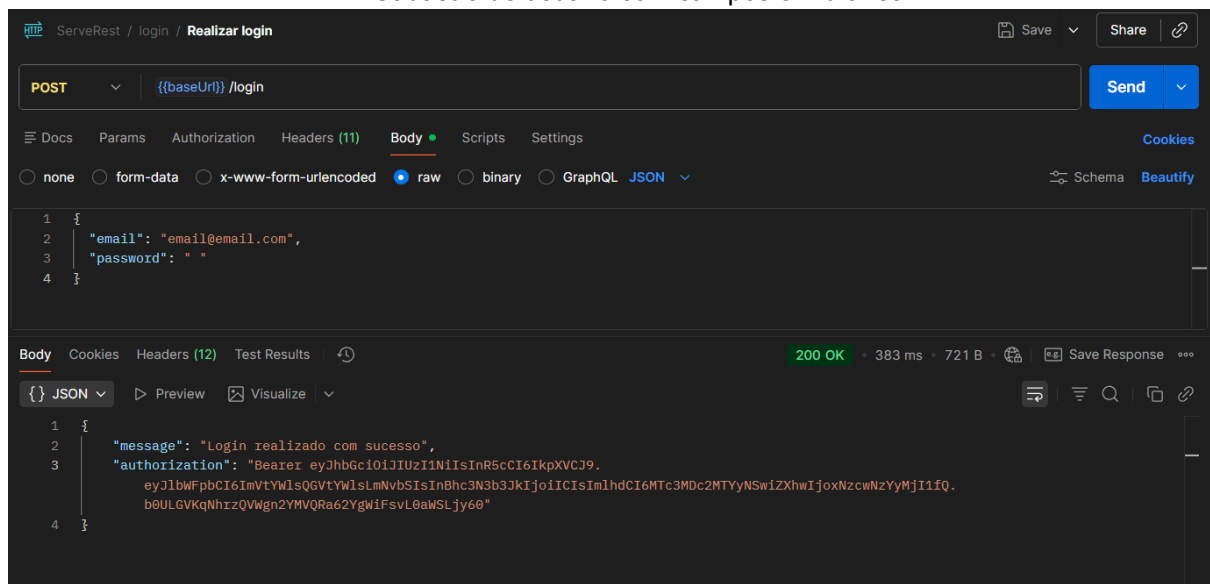 HTTP ServeRest / login / Realizar login Save Share
POST {{baseUrl}} /login Send
Docs Params Authorization Headers (11) Body Scripts Settings Cookies
none form-data x-www-form-urlencoded raw binary GraphQL JSON Schema Beautify
1 {
2 "email": "email@email.com",
3 "password": " "
4 }
Body Cookies Headers (12) Test Results 200 OK 383 ms 721 B e.g. Save Response
{} JSON Preview Visualize
1 {
2 "message": "Login realizado com sucesso",
3 "authorization": "Bearer eyJhbGciOiJIUzI1NiIsInR5cCI6IkpXVCJ9.
eyJlbWFpbCI6ImVtYWlsQGVtYWlsLmNvbSIsInBhc3N3b3JkIjoiICIsImlhdCI6MTc3MDc2MTYyNSwiZXhwIjoxNzcwNzYyMjI1fQ.
b0ULGVKqNhrzQVWgn2YMVQRa62YgWiFsvL0aWSLjy60"
4 }